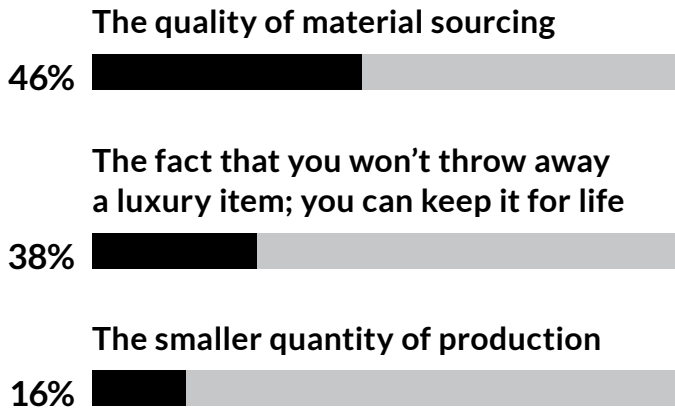 The quality of material sourcing
46%
The fact that you won’t throw away
a luxury item; you can keep it for life
38%
The smaller quantity of production
16%